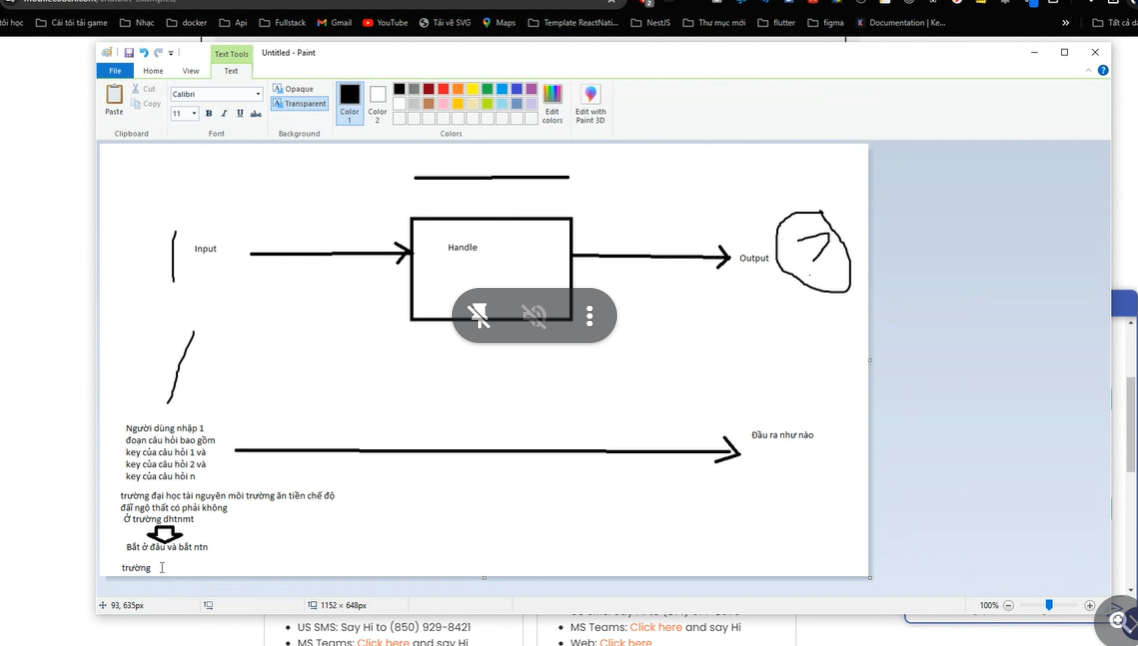 mobilecoach.com/chatbot-examples/
tôi học
Cái tôi tải game
Nhạc
docker
Api
Fullstack
Gmail
YouTube
Tải về SVG
Maps
Template ReactNati...
NestJS
Thư mục mới
flutter
figma
Documentation | Ke...
»
Tất cả d
Text Tools
Untitled - Paint
File
Home
View
Text
Paste
Cut
Copy
Clipboard
Calibri
11
B I U abc
Font
Opaque
Transparent
Background
Color 1
Color 2
Edit colors
Colors
Edit with Paint 3D
Input
Handle
Output
?
Người dùng nhập 1
đoạn câu hỏi bao gồm
key của câu hỏi 1 và
key của câu hỏi 2 và
key của câu hỏi n
Đầu ra như nào
trường đại học tài nguyên môi trường ăn tiền chế độ
đãi ngộ thất có phải không
Ở trường dhtnmt
Bắt ở đâu và bắt ntn
trường
93, 635px
1152 × 648px
100%
US SMS: Say Hi to (850) 929-8421
MS Teams: Click here and say Hi
MS Teams: Click here and say Hi
Web: Click here